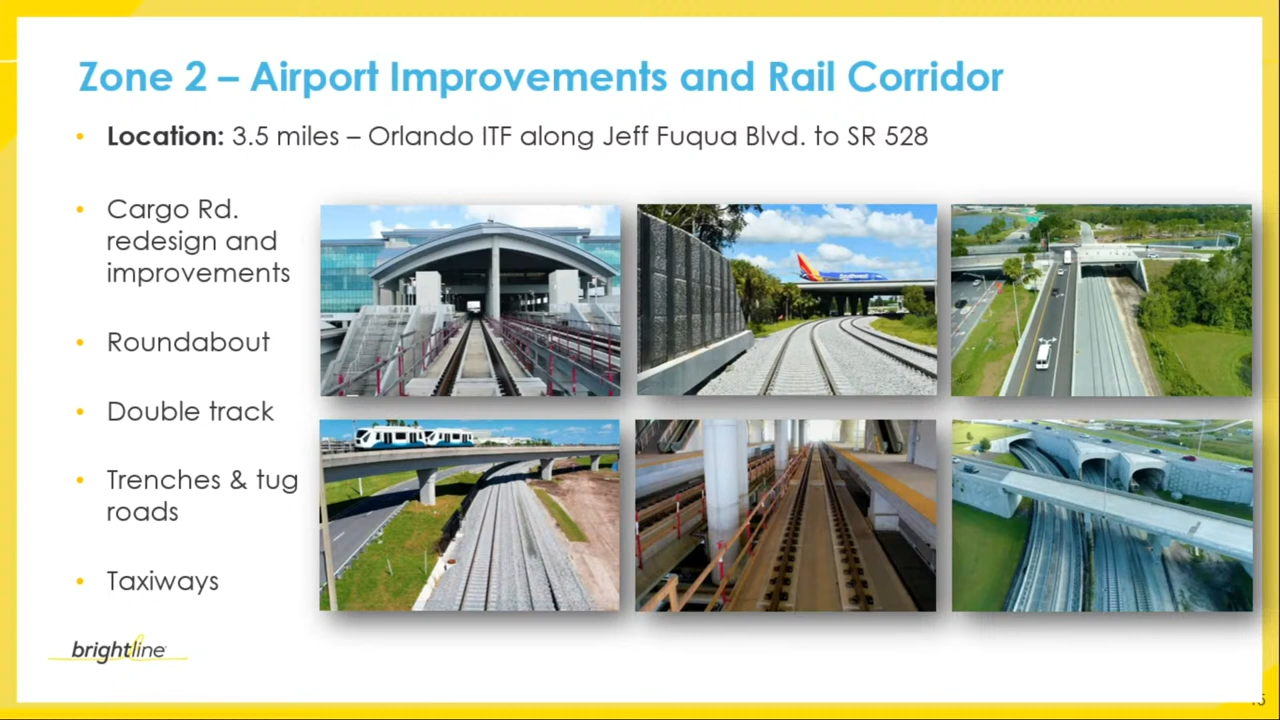 Zone 2 – Airport Improvements and Rail Corridor
• Location: 3.5 miles – Orlando ITF along Jeff Fuqua Blvd. to SR 528
• Cargo Rd.
redesign and
improvements
• Roundabout
• Double track
• Trenches & tug
roads
• Taxiways
Southwest
brightline